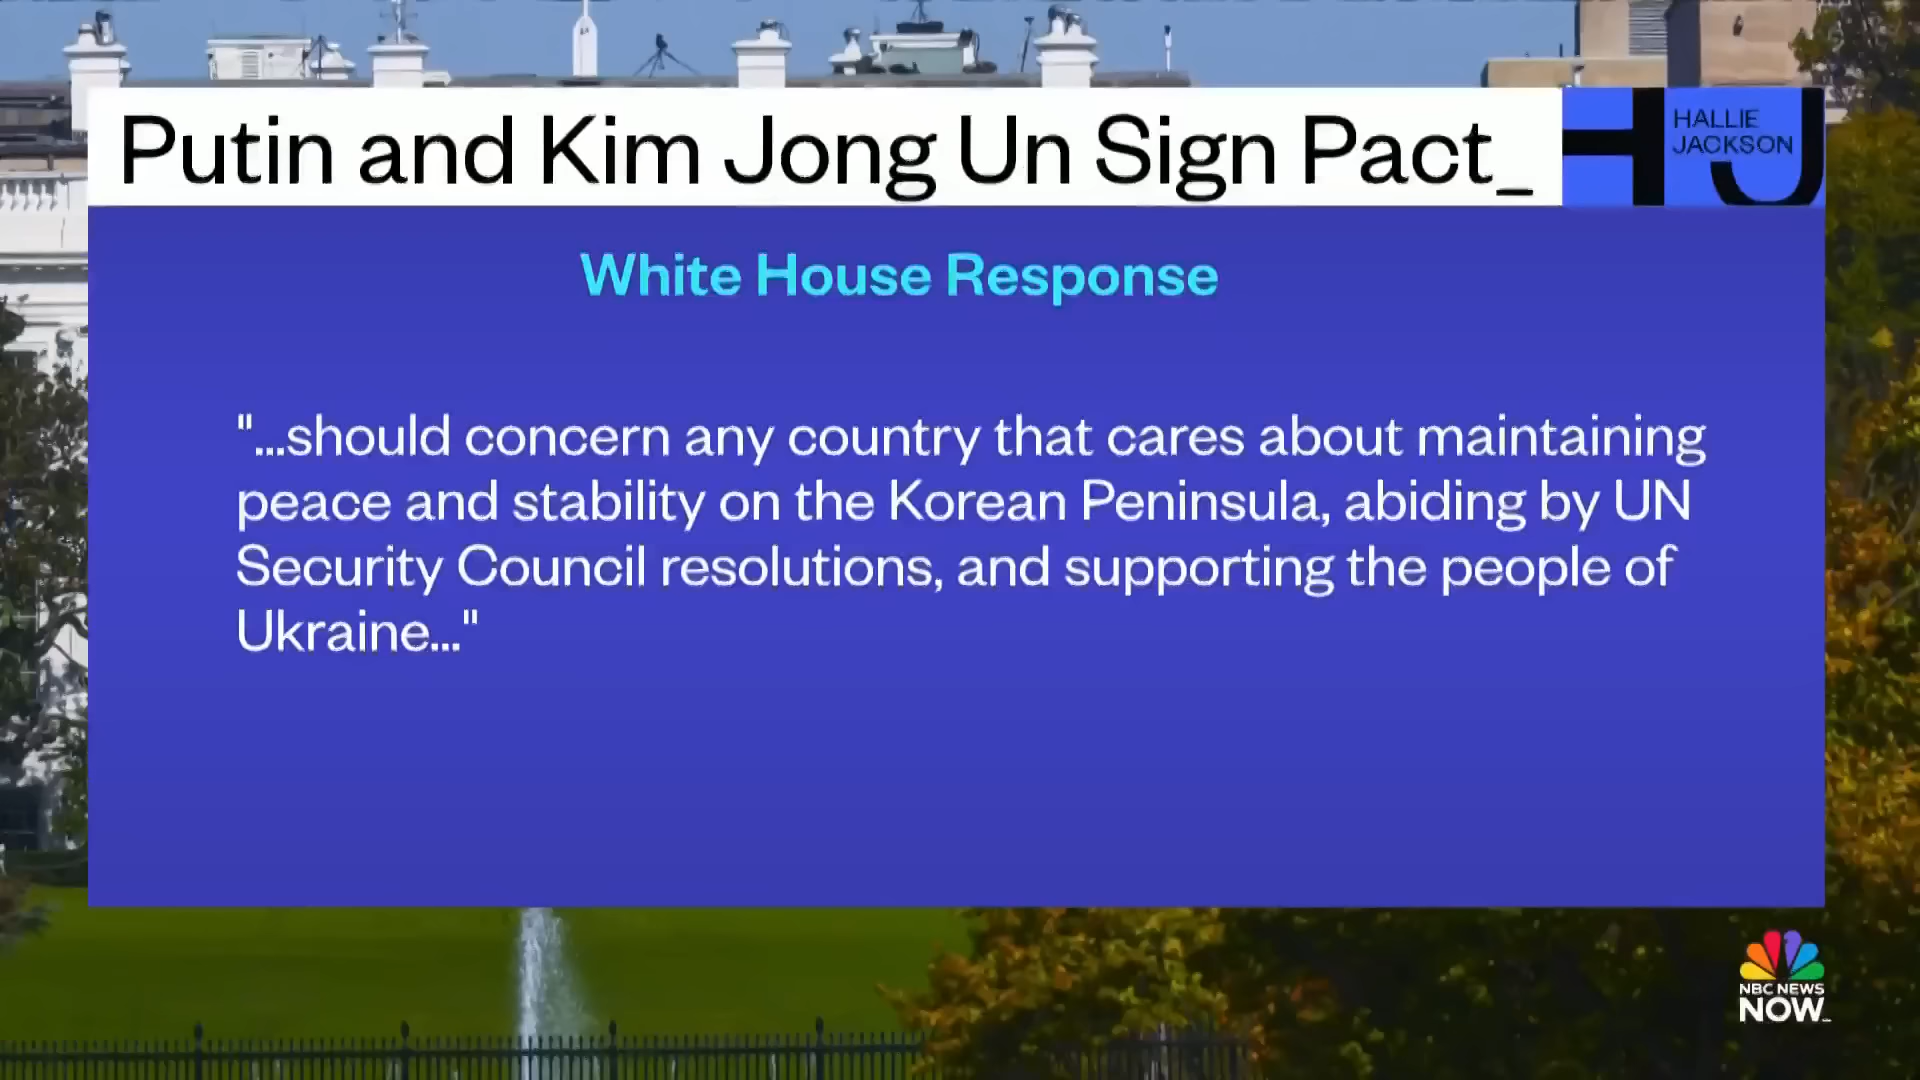 Putin and Kim Jong Un Sign Pact_
HALLIE
JACKSON
HJ
White House Response
"...should concern any country that cares about maintaining
peace and stability on the Korean Peninsula, abiding by UN
Security Council resolutions, and supporting the people of
Ukraine..."
NBC NEWS
NOW_